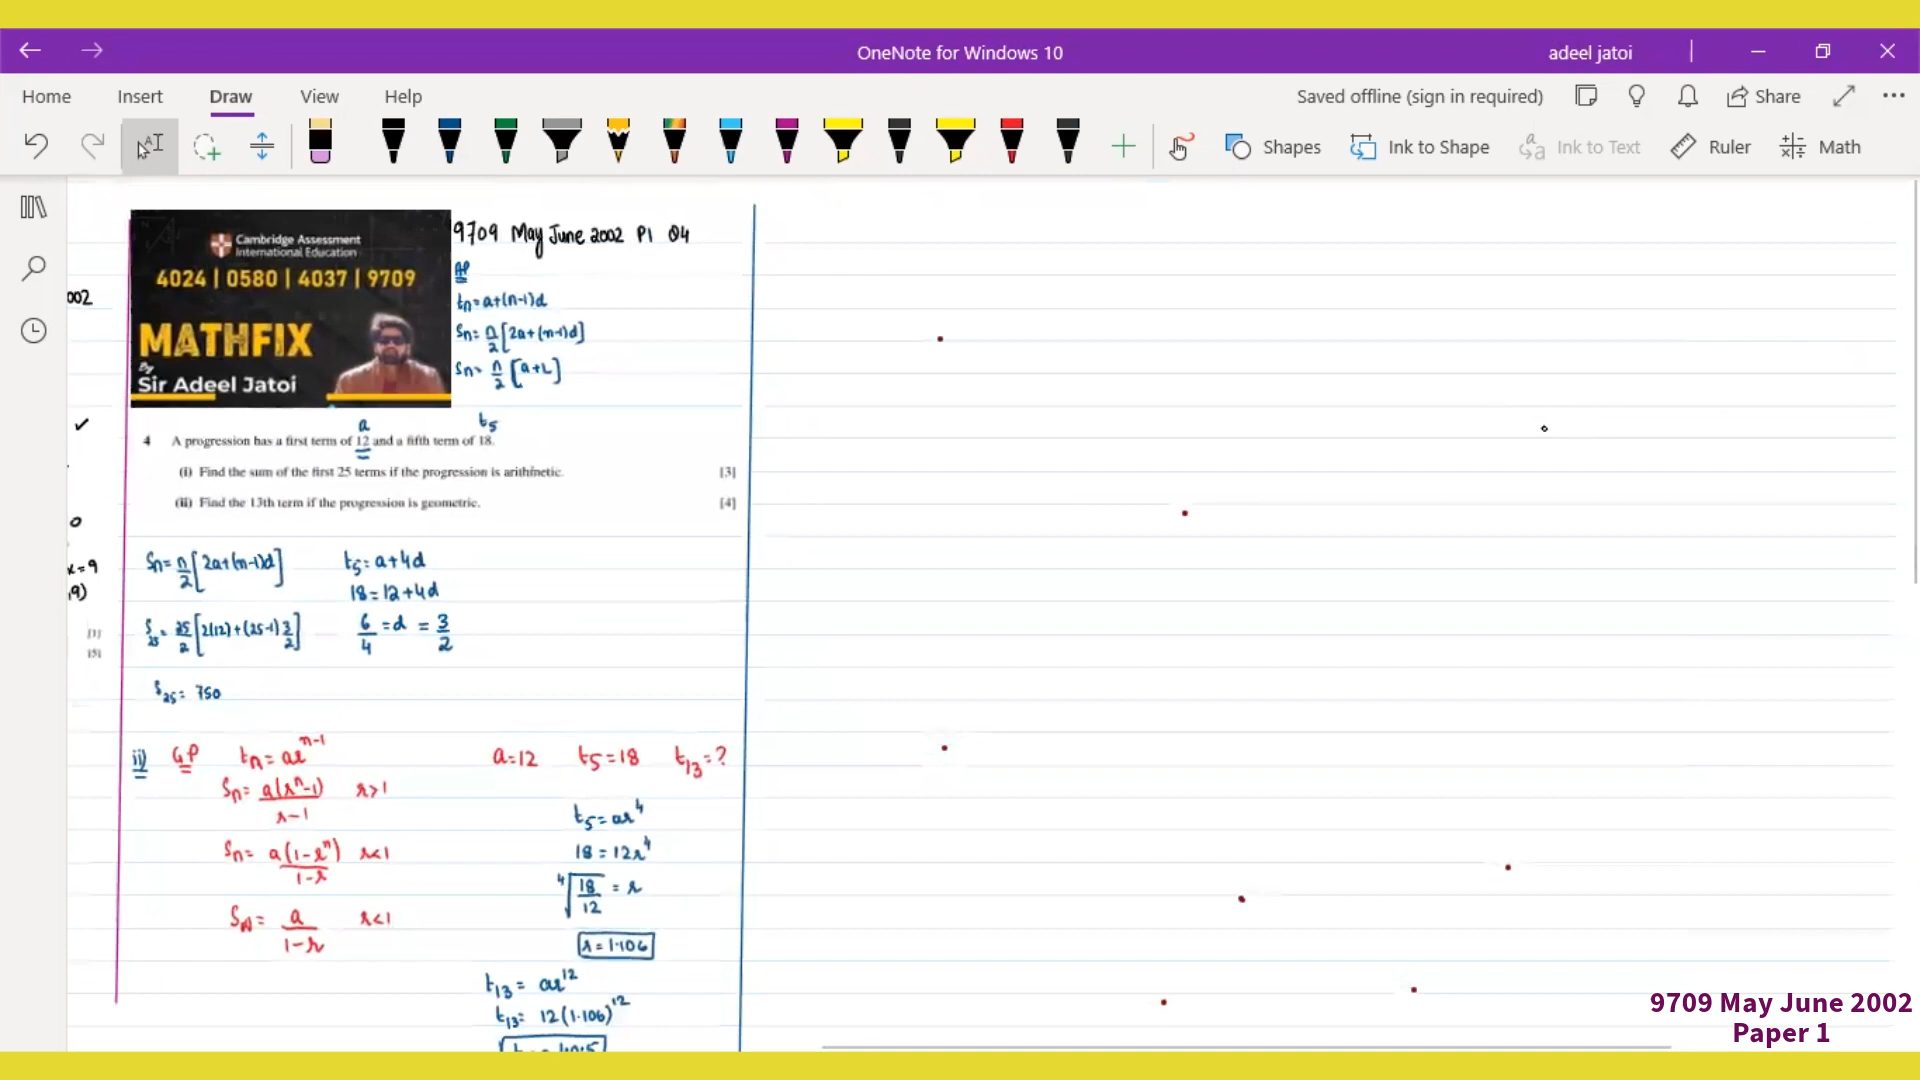 OneNote for Windows 10
adeel jatoi
Home Insert Draw View Help
Saved offline (sign in required)
Share
Shapes
Ink to Shape
Ink to Text
Ruler
Math
Cambridge Assessment
International Education
4024 | 0580 | 4037 | 9709
MATHFIX
By
Sir Adeel Jatoi
9709 May June 2002 P1 Q4
AP
tn = a+(n-1)d
Sn = n/2 [2a+(n-1)d]
Sn = n/2 [a+L]
002
a
t5
4 A progression has a first term of 12 and a fifth term of 18.
(i) Find the sum of the first 25 terms if the progression is arithmetic. [3]
(ii) Find the 13th term if the progression is geometric. [4]
x=9
9)
[1]
[5]
Sn = n/2 [2a+(n-1)d]
S25 = 25/2 [2(12)+(25-1) 3/2]
S25 = 750
t5 = a+4d
18 = 12+4d
6/4 = d = 3/2
ii) GP tn = ar^n-1
Sn = a(r^n-1)/r-1 r>1
Sn = a(1-r^n)/1-r r<1
S∞ = a/1-r r<1
a=12 t5=18 t13=?
t5 = ar^4
18 = 12r^4
4√18/12 = r
r = 1.106
t13 = ar^12
t13 = 12(1.106)^12
9709 May June 2002
Paper 1